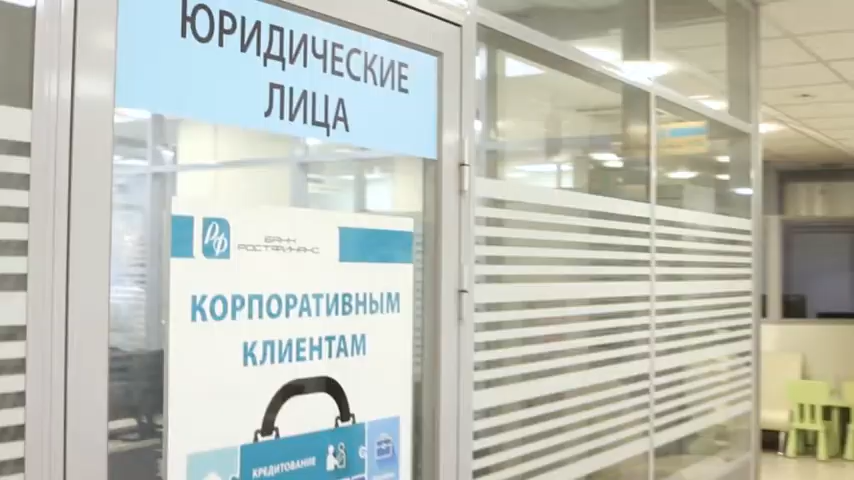 ЮРИДИЧЕСКИЕ
ЛИЦА
РФ
БАНК
РОСТФИНАНС
КОРПОРАТИВНЫМ
КЛИЕНТАМ
КРЕДИТОВАНИЕ